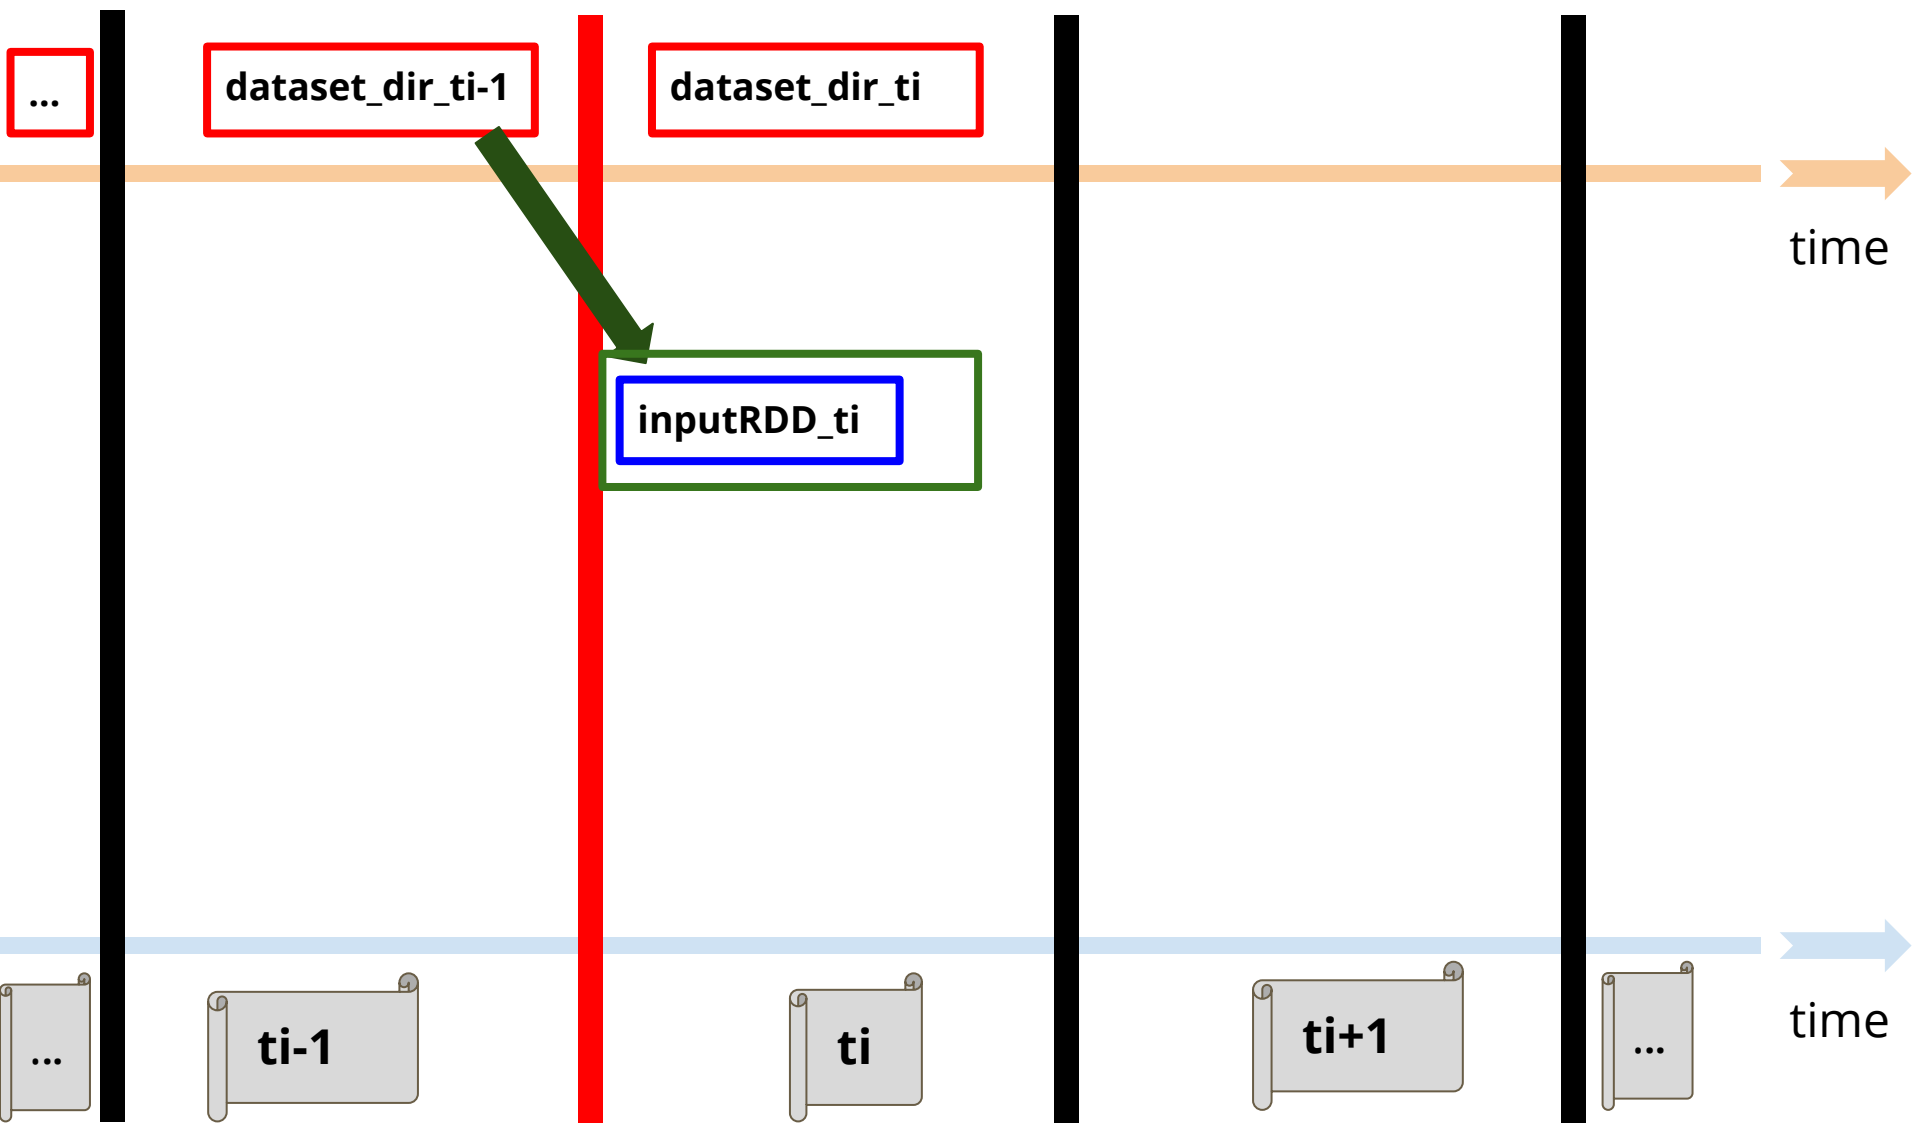 ...
dataset_dir_ti-1
dataset_dir_ti
time
inputRDD_ti
...
ti-1
ti
ti+1
...
time